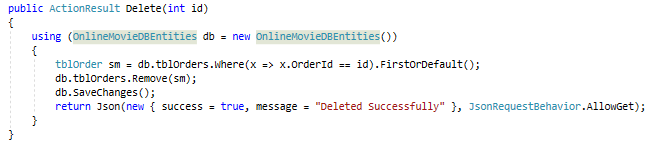 public ActionResult Delete(int id)
{
using (OnlineMovieDBEntities db = new OnlineMovieDBEntities())
{
tblOrder sm = db.tblOrders.Where(x => x.OrderId == id).FirstOrDefault();
db.tblOrders.Remove(sm);
db.SaveChanges();
return Json(new { success = true, message = "Deleted Successfully" }, JsonRequestBehavior.AllowGet);
}
}